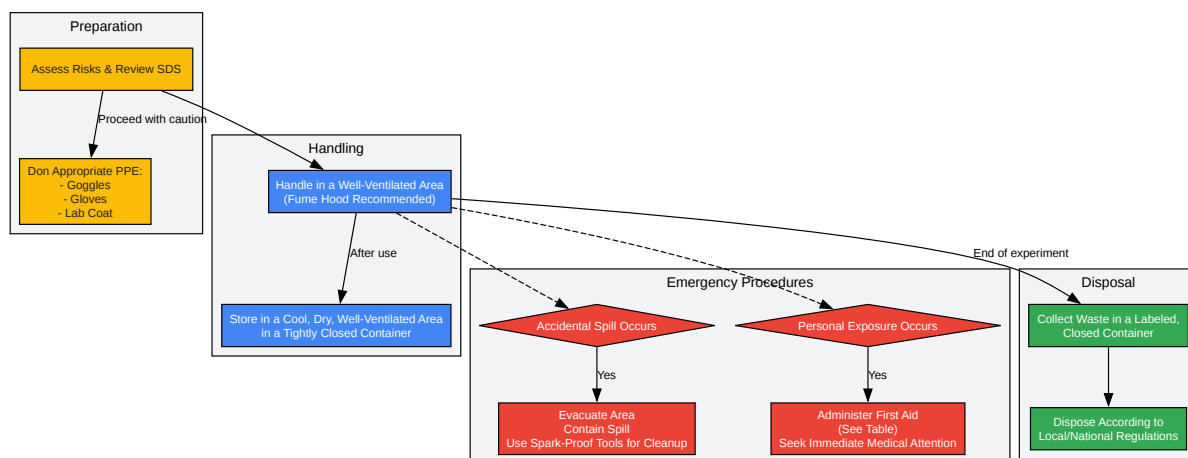 Preparation
Assess Risks & Review SDS
Proceed with caution
Don Appropriate PPE:
- Goggles
- Gloves
- Lab Coat
Handling
Handle in a Well-Ventilated Area
(Fume Hood Recommended)
After use
Store in a Cool, Dry, Well-Ventilated Area
in a Tightly Closed Container
Emergency Procedures
Accidental Spill Occurs
Yes
Evacuate Area
Contain Spill
Use Spark-Proof Tools for Cleanup
Personal Exposure Occurs
Yes
Administer First Aid
(See Table)
Seek Immediate Medical Attention
End of experiment
Disposal
Collect Waste in a Labeled,
Closed Container
Dispose According to
Local/National Regulations